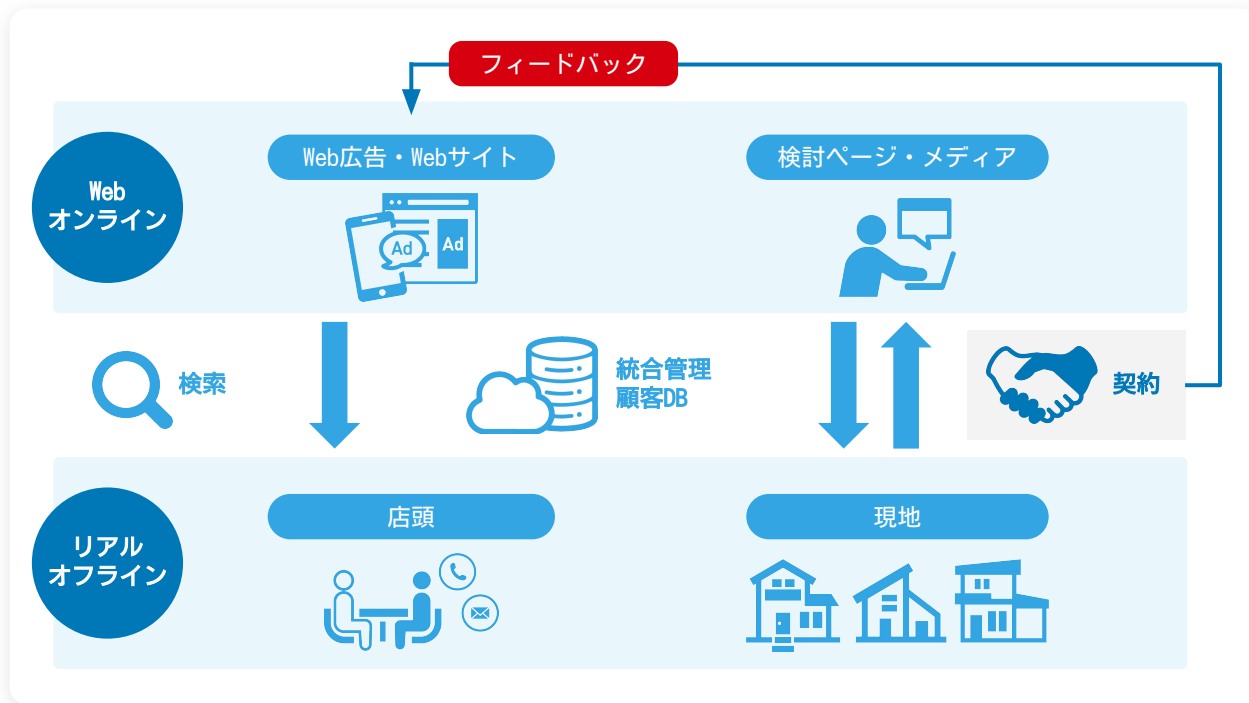 フィードバック
Web
オンライン
Web広告・Webサイト
Ad
Ad
検討ページ・メディア
検索
統合管理
顧客DB
契約
リアル
オフライン
店頭
現地